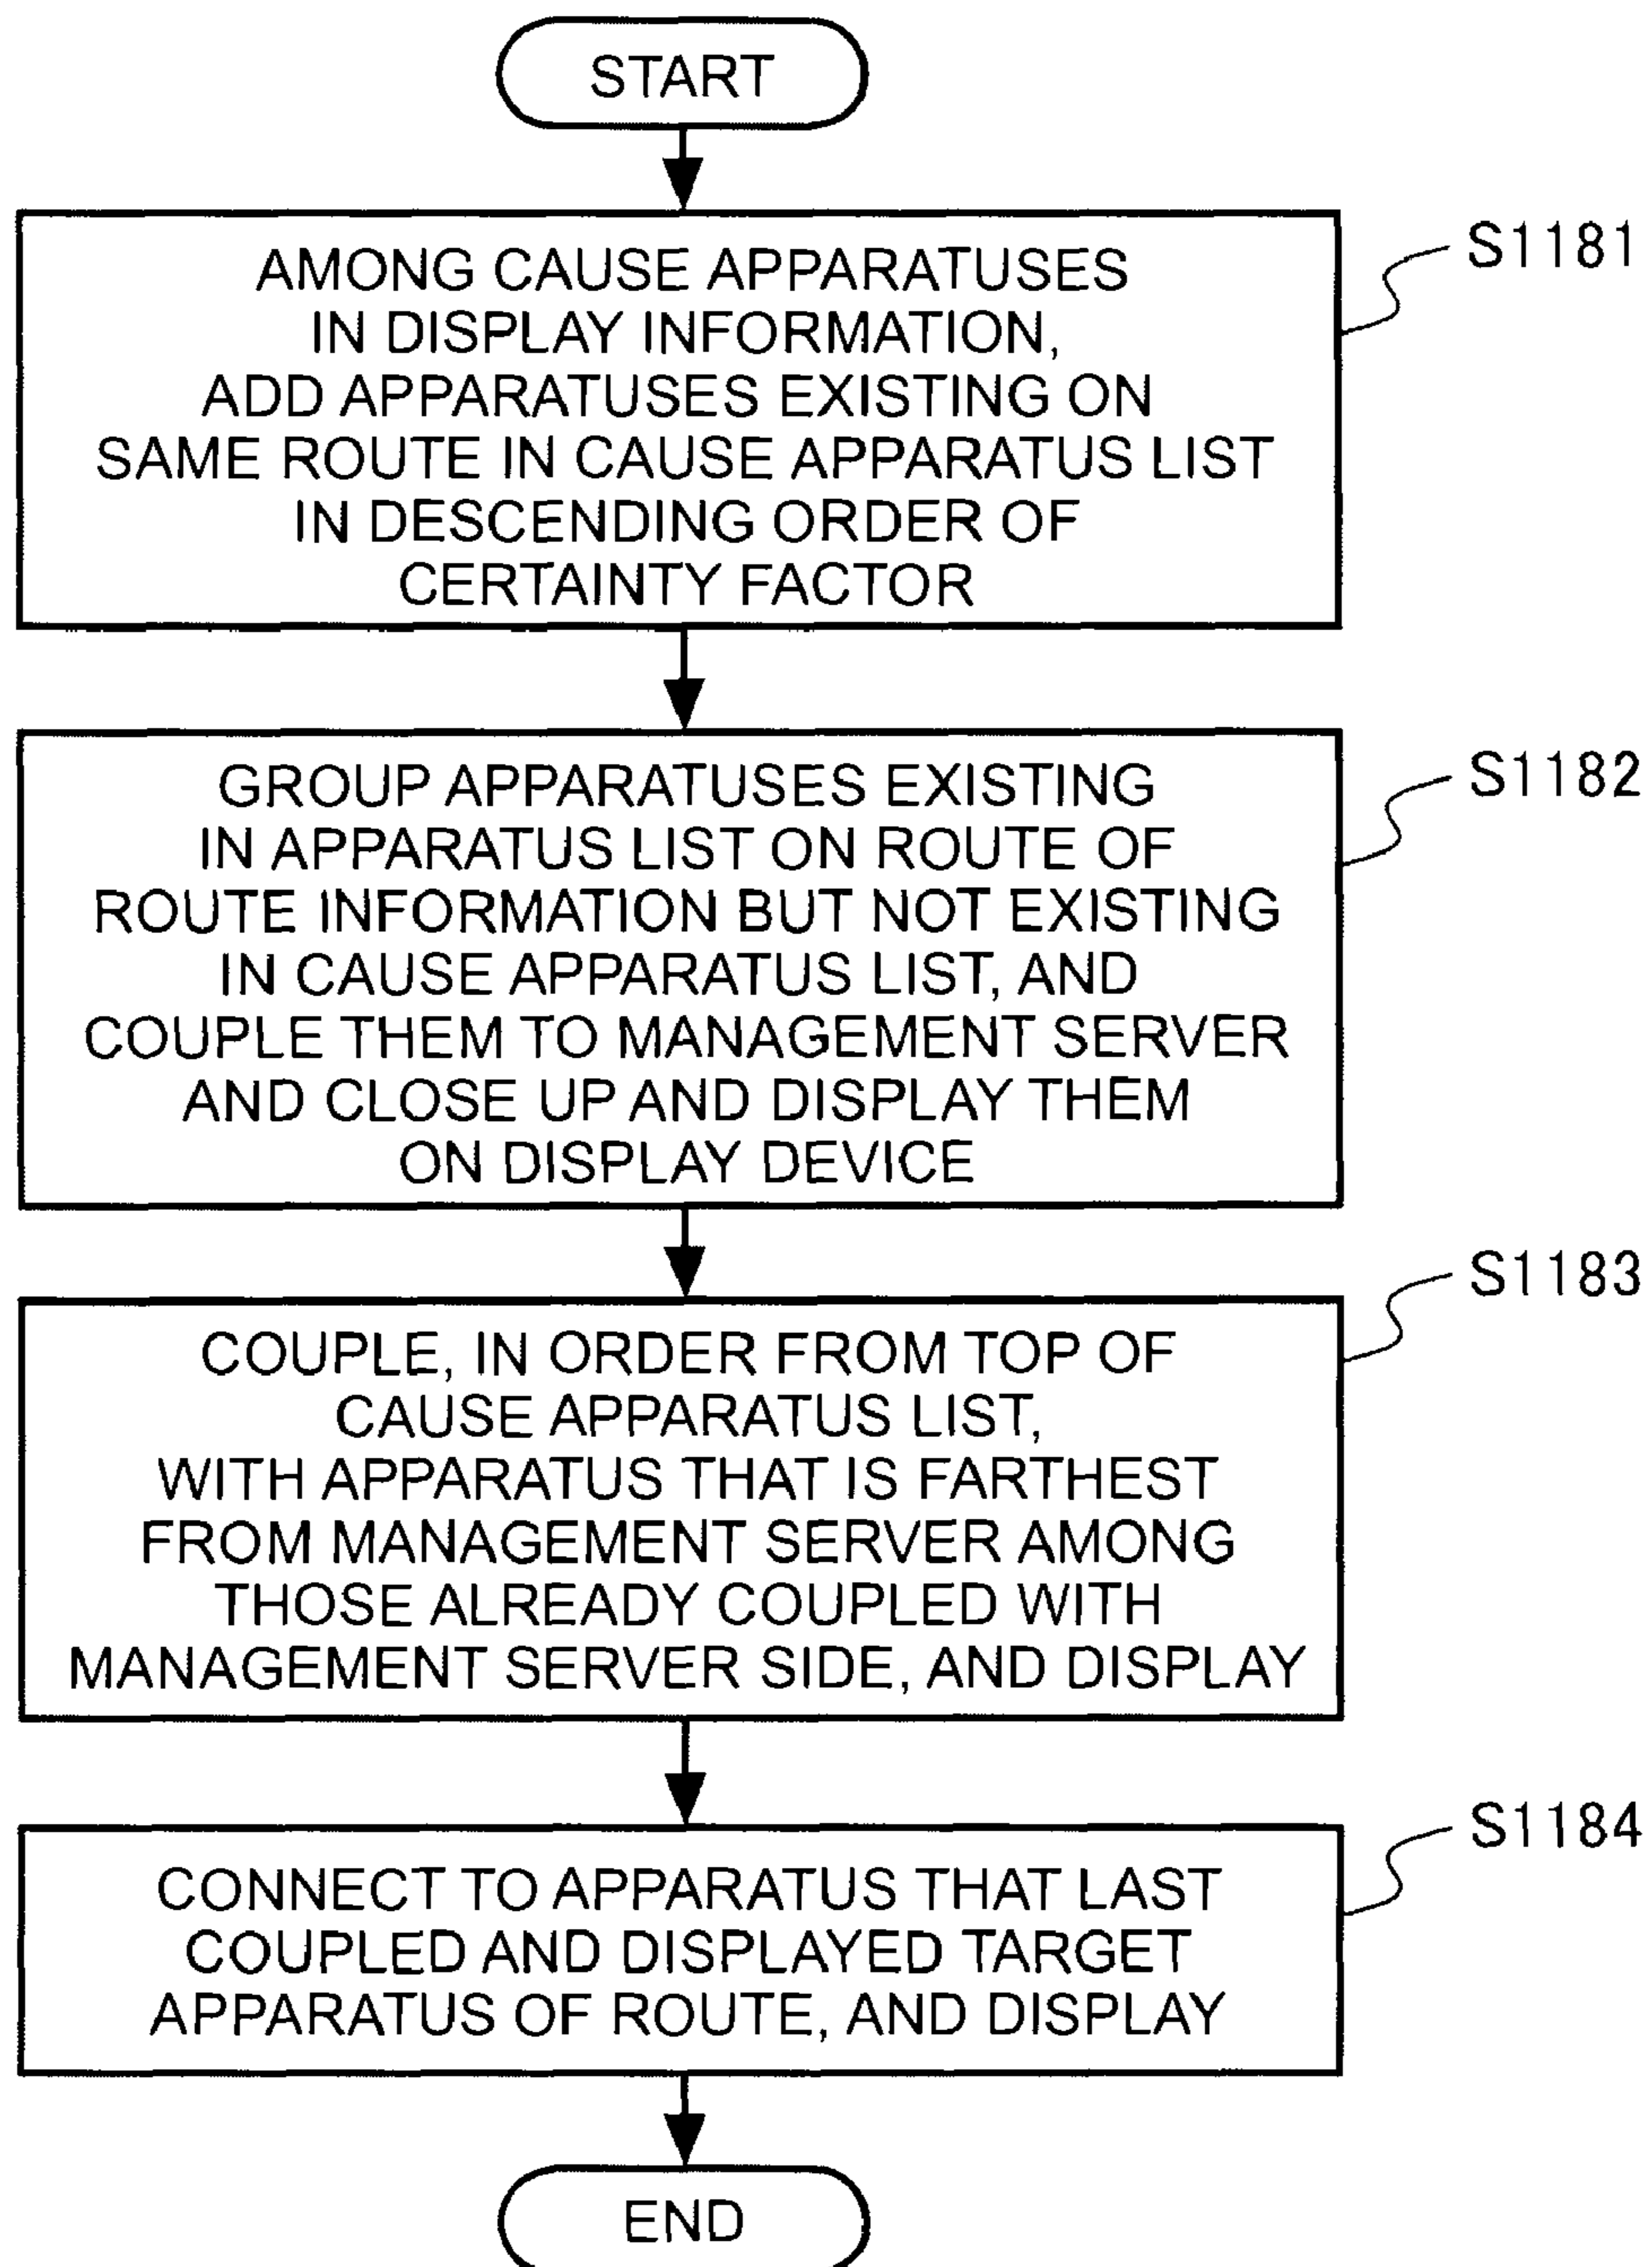 START
AMONG CAUSE APPARATUSES
IN DISPLAY INFORMATION,
ADD APPARATUSES EXISTING ON
SAME ROUTE IN CAUSE APPARATUS LIST
IN DESCENDING ORDER OF
CERTAINTY FACTOR
S1181
GROUP APPARATUSES EXISTING
IN APPARATUS LIST ON ROUTE OF
ROUTE INFORMATION BUT NOT EXISTING
IN CAUSE APPARATUS LIST, AND
COUPLE THEM TO MANAGEMENT SERVER
AND CLOSE UP AND DISPLAY THEM
ON DISPLAY DEVICE
S1182
COUPLE, IN ORDER FROM TOP OF
CAUSE APPARATUS LIST,
WITH APPARATUS THAT IS FARTHEST
FROM MANAGEMENT SERVER AMONG
THOSE ALREADY COUPLED WITH
MANAGEMENT SERVER SIDE, AND DISPLAY
S1183
CONNECT TO APPARATUS THAT LAST
COUPLED AND DISPLAYED TARGET
APPARATUS OF ROUTE, AND DISPLAY
S1184
END